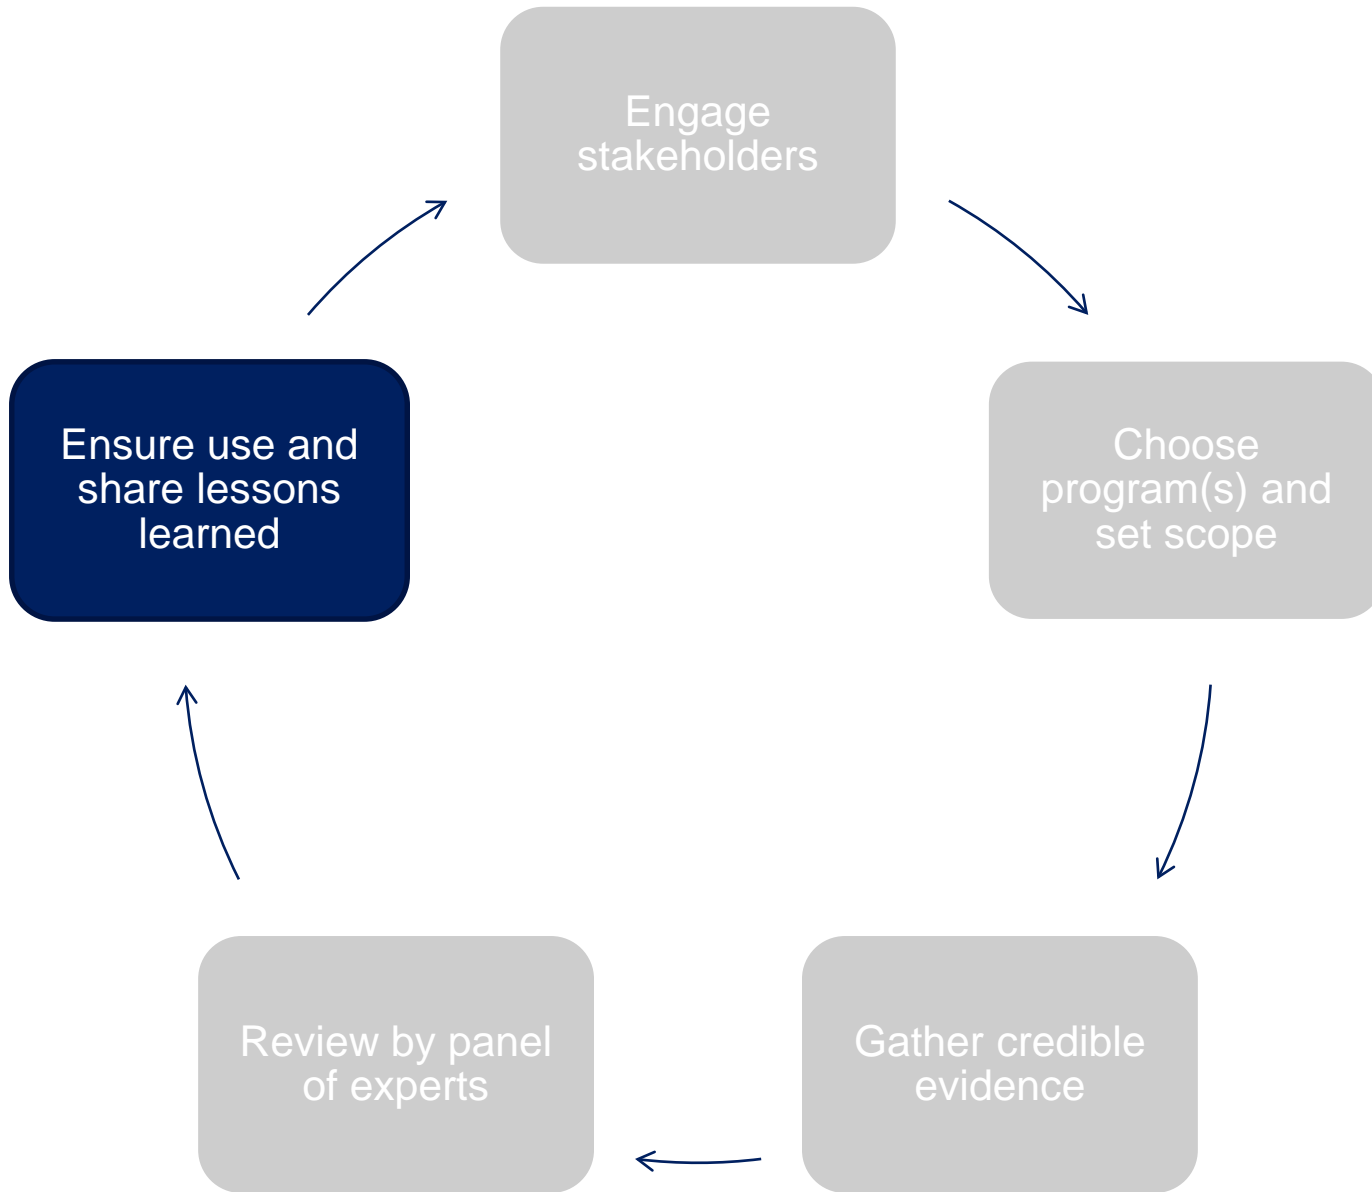 Engage
stakeholders
Choose
program(s) and
set scope
Gather credible
evidence
Review by panel
of experts
Ensure use and
share lessons
learned